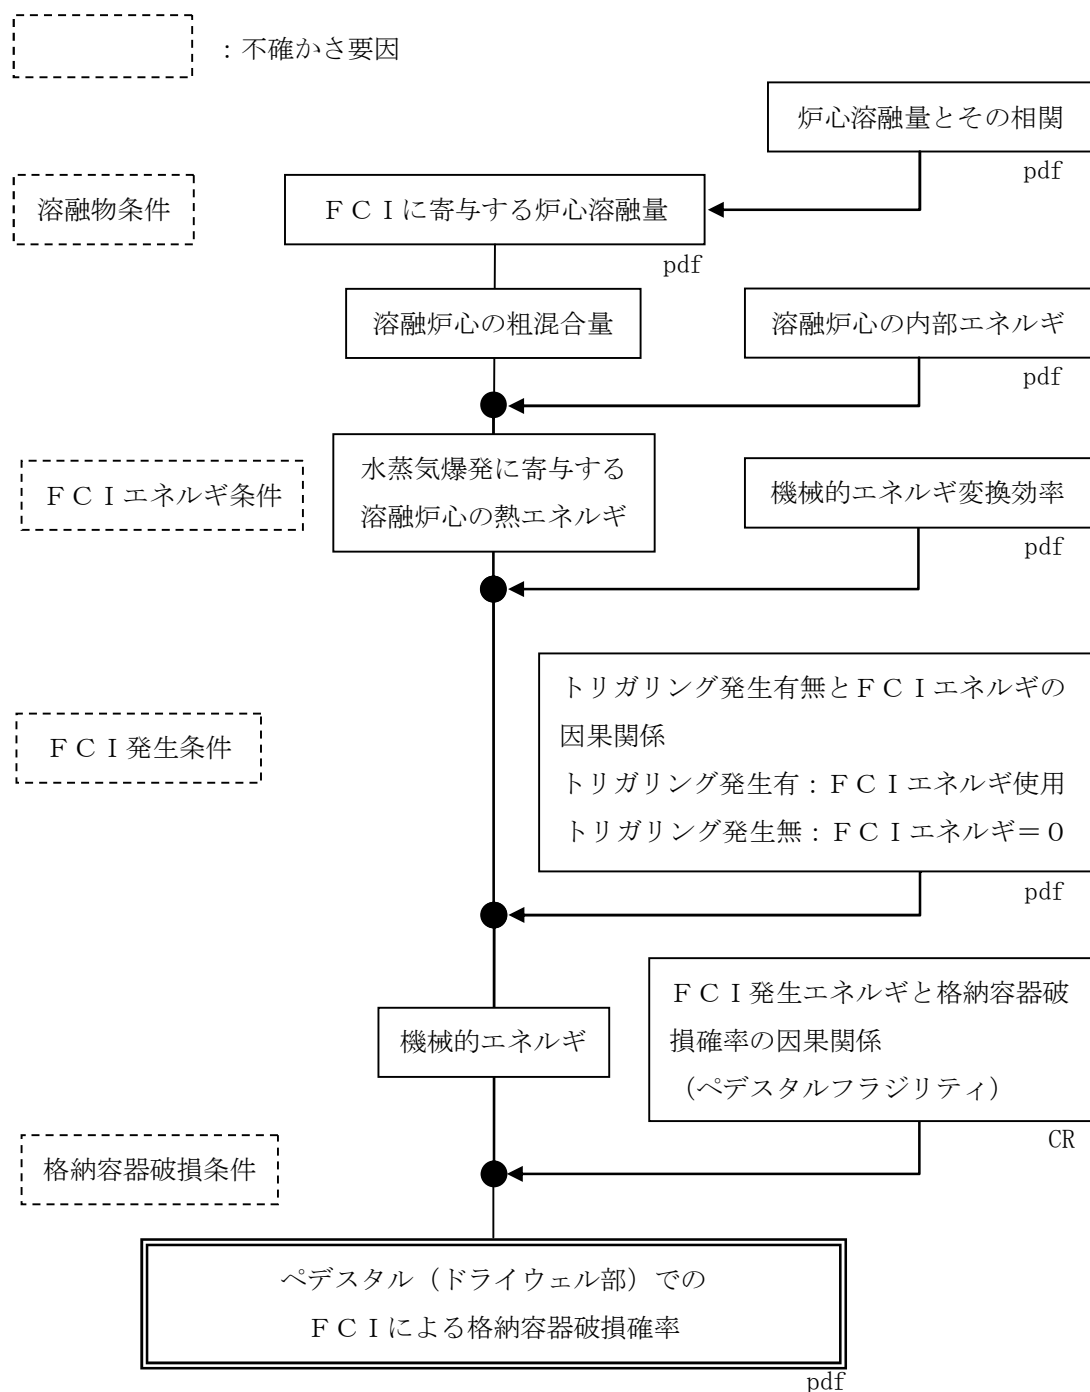 ：不確かさ要因
炉心溶融量とその相関
pdf
溶融物条件
ＦＣＩに寄与する炉心溶融量
pdf
溶融炉心の粗混合量
溶融炉心の内部エネルギ
pdf
水蒸気爆発に寄与する
溶融炉心の熱エネルギ
ＦＣＩエネルギ条件
機械的エネルギ変換効率
pdf
トリガリング発生有無とＦＣＩエネルギの
因果関係
トリガリング発生有：ＦＣＩエネルギ使用
トリガリング発生無：ＦＣＩエネルギ＝０
pdf
ＦＣＩ発生条件
ＦＣＩ発生エネルギと格納容器破
損確率の因果関係
（ペデスタルフラジリティ）
CR
機械的エネルギ
格納容器破損条件
ペデスタル（ドライウェル部）での
ＦＣＩによる格納容器破損確率
pdf